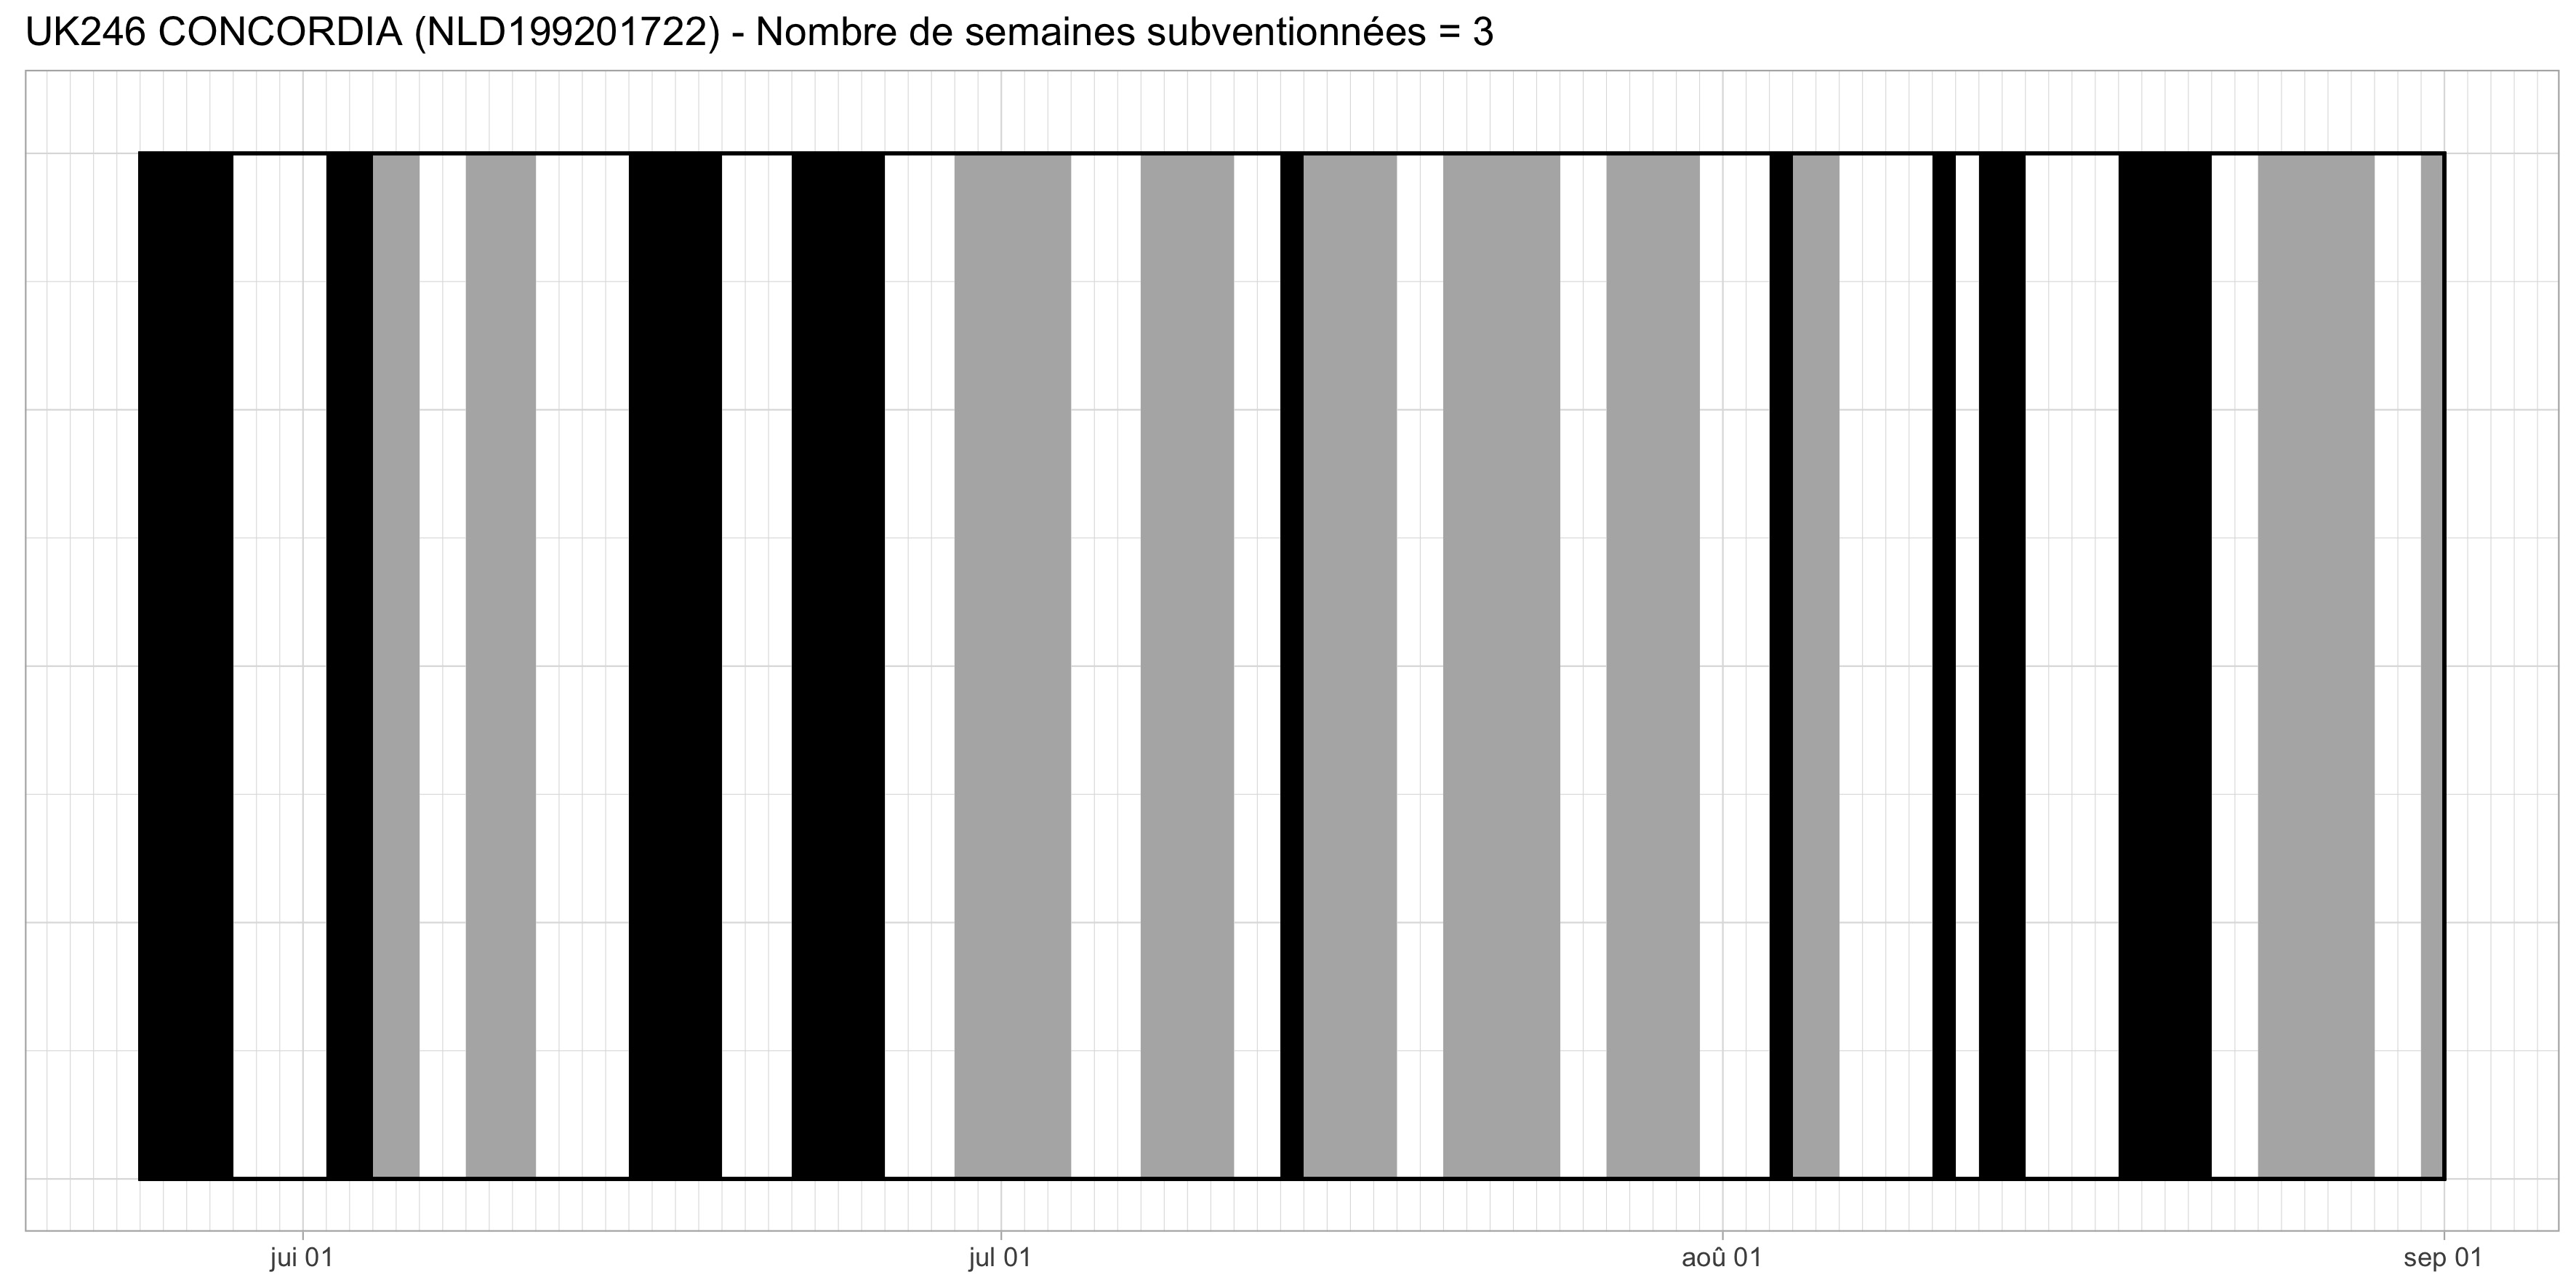 UK246 CONCORDIA (NLD199201722) - Nombre de semaines subventionnées = 3
jui 01
jul 01
aoû 01
sep 01